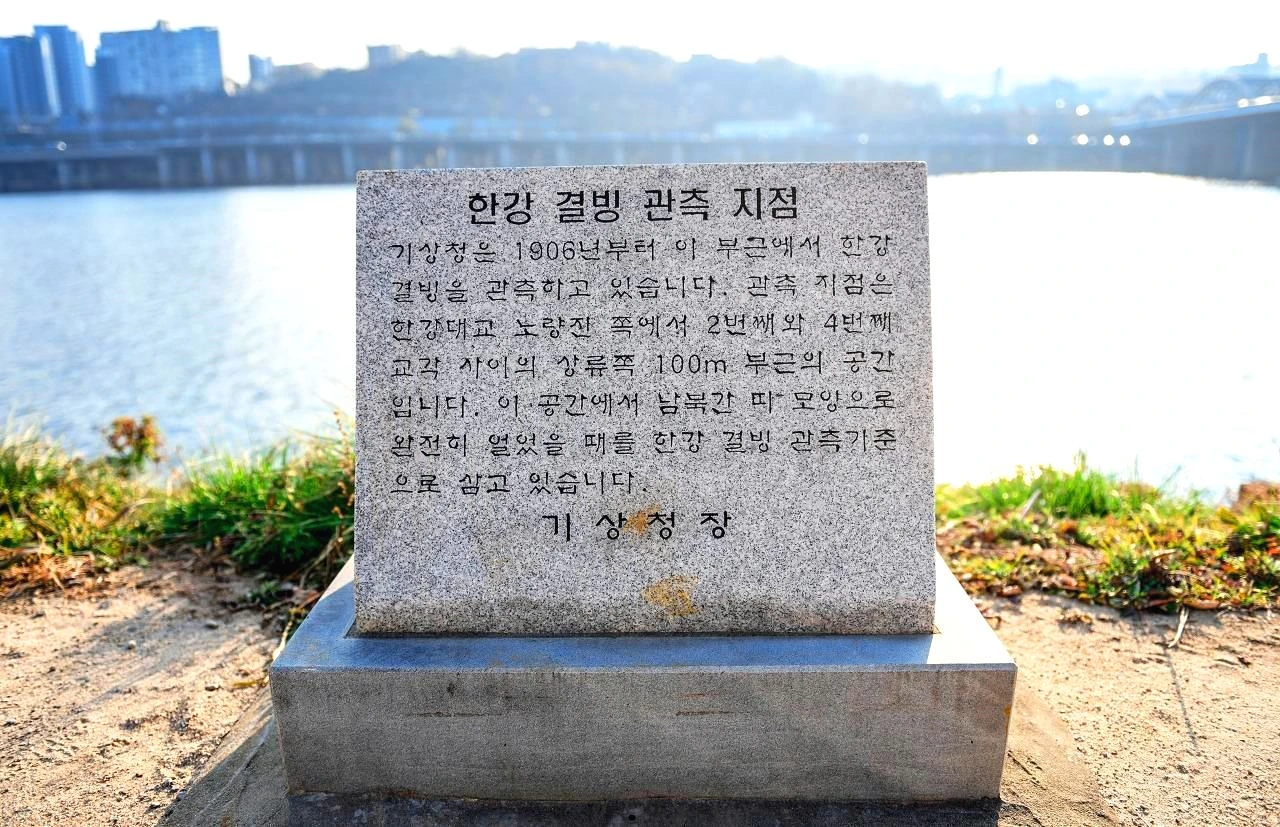 한강 결빙 관측 지점
기상청은 1906년부터 이 부근에서 한강
결빙을 관측하고 있습니다. 관측 지점은
한강대교 노량진 쪽에서 2번째와 4번째
교각 사이의 상류쪽 100m 부근의 공간
입니다. 이 공간에서 남북간 띠 모양으로
완전히 얼었을 때를 한강 결빙 관측기준
으로 삼고 있습니다.
기 상 청 장